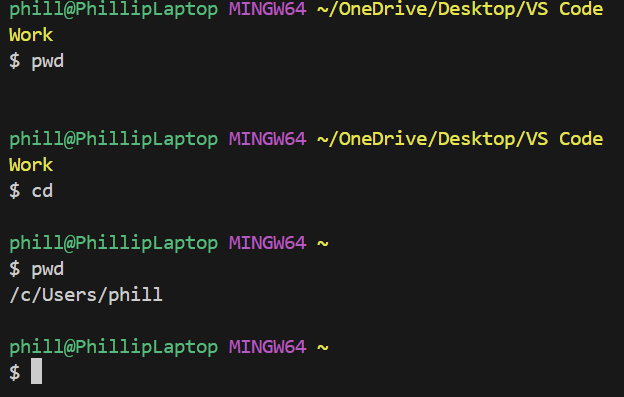 phill@PhillipLaptop MINGW64 ~/OneDrive/Desktop/VS Code
Work
$ pwd
phill@PhillipLaptop MINGW64 ~/OneDrive/Desktop/VS Code
Work
$ cd
phill@PhillipLaptop MINGW64 ~
$ pwd
/c/Users/phill
phill@PhillipLaptop MINGW64 ~
$